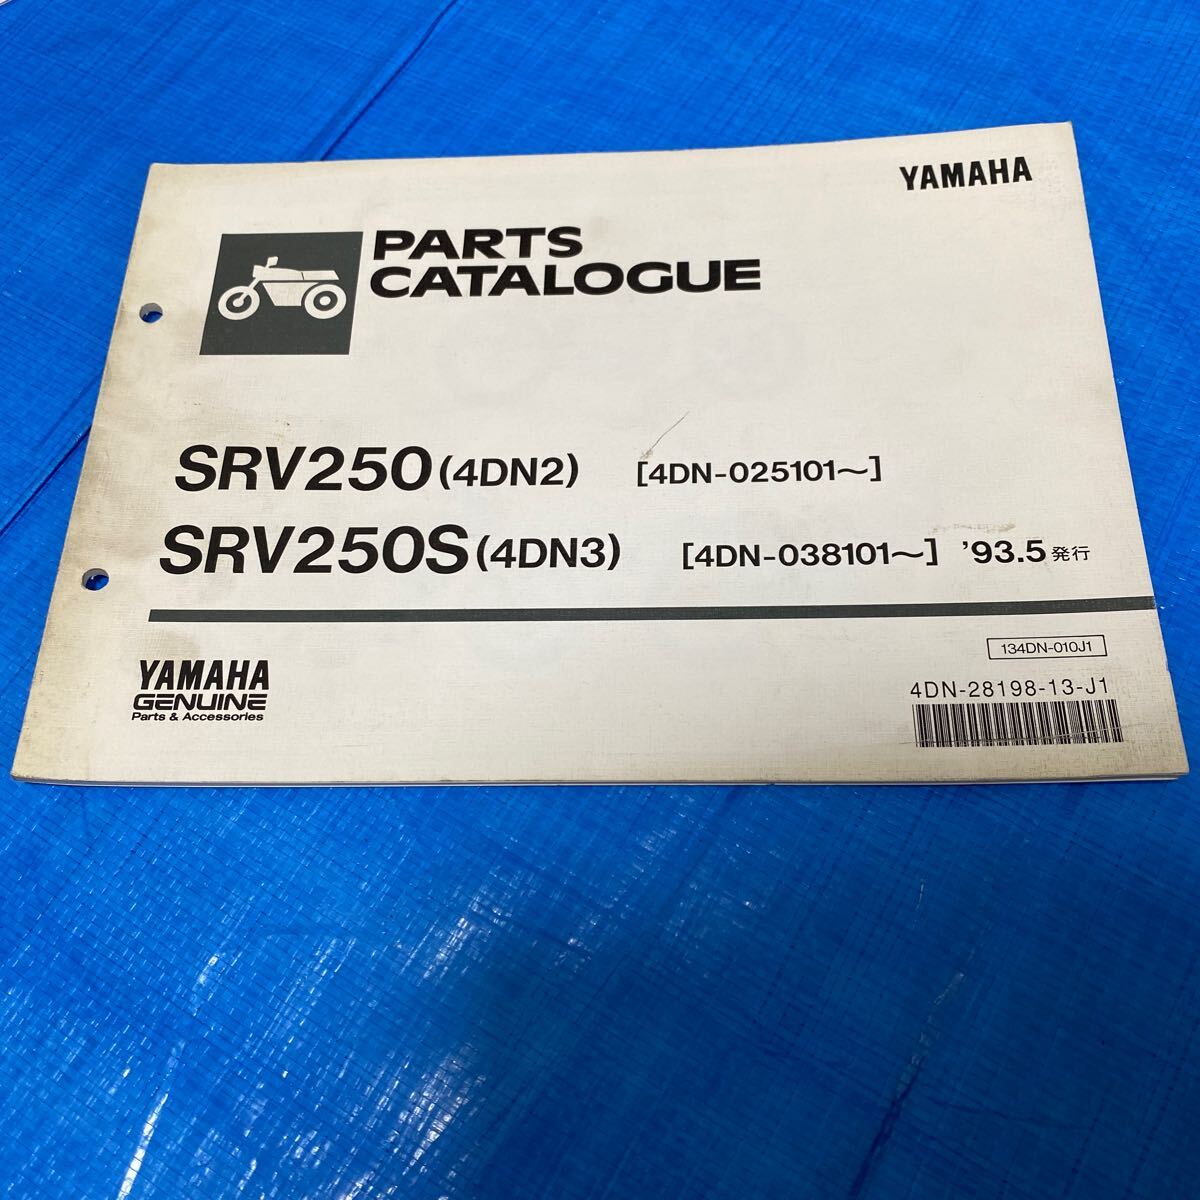 YAMAHA
PARTS
CATALOGUE
SRV250 (4DN2) [4DN-025101～]
SRV250S (4DN3) [4DN-038101～] '93.5 発行
134DN-010J1
4DN-28198-13-J1
YAMAHA
GENUINE
Parts & Accessories